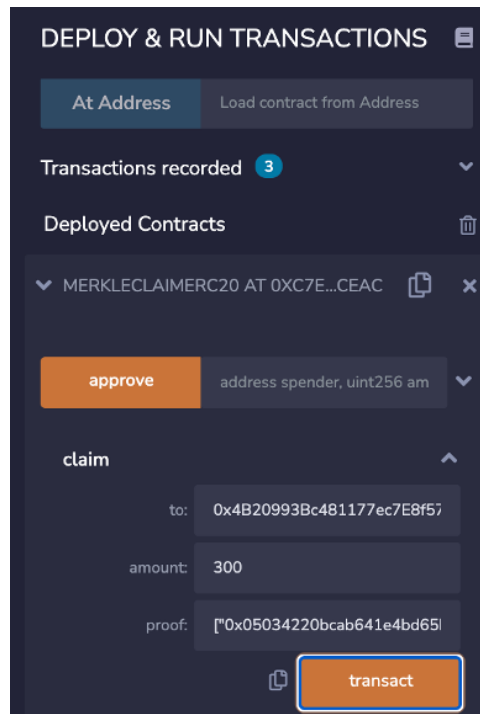 DEPLOY & RUN TRANSACTIONS
At Address Load contract from Address
Transactions recorded 3
Deployed Contracts
MERKLECLAIMERC20 AT 0XC7E...CEAC
approve address spender, uint256 am
claim
to: 0x4B20993Bc481177ec7E8f57
amount: 300
proof: ["0x05034220bcab641e4bd65
transact